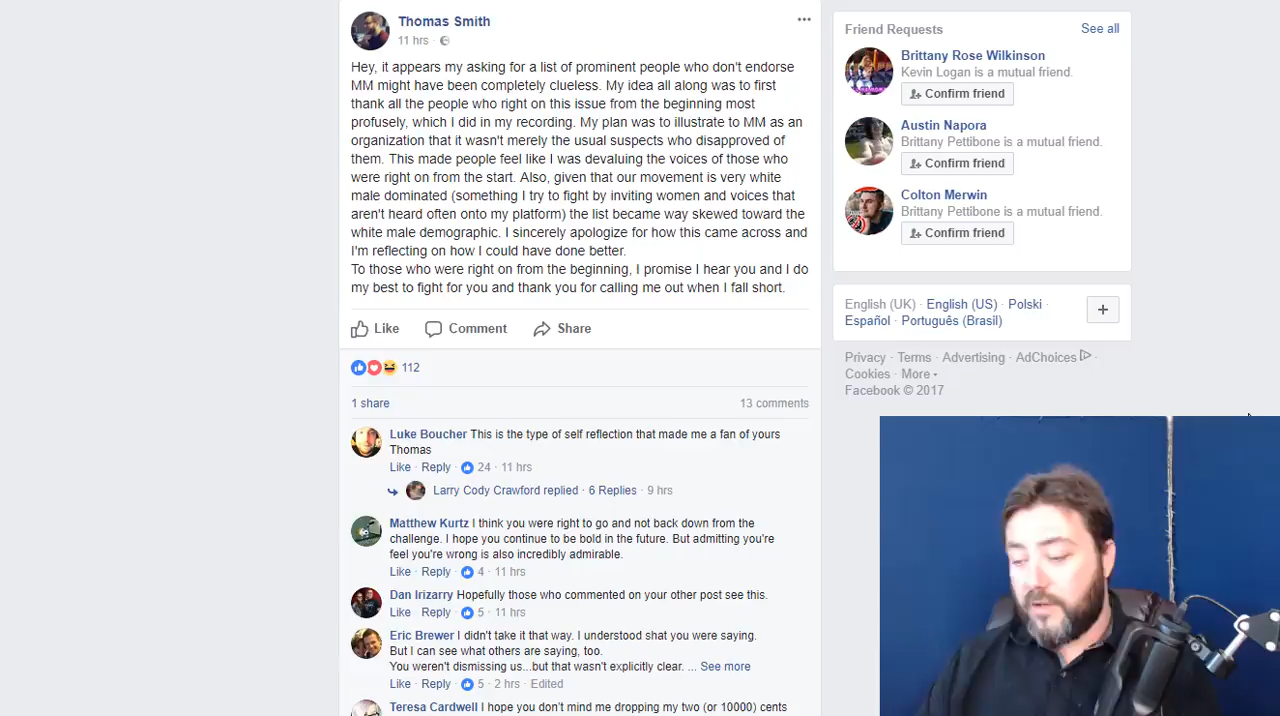 Thomas Smith
11 hrs ·
Hey, it appears my asking for a list of prominent people who don't endorse
MM might have been completely clueless. My idea all along was to first
thank all the people who right on this issue from the beginning most
profusely, which I did in my recording. My plan was to illustrate to MM as an
organization that it wasn't merely the usual suspects who disapproved of
them. This made people feel like I was devaluing the voices of those who
were right on from the start. Also, given that our movement is very white
male dominated (something I try to fight by inviting women and voices that
aren't heard often onto my platform) the list became way skewed toward the
white male demographic. I sincerely apologize for how this came across and
I'm reflecting on how I could have done better.
To those who were right on from the beginning, I promise I hear you and I do
my best to fight for you and thank you for calling me out when I fall short.
Like Comment Share
112
1 share 13 comments
Luke Boucher This is the type of self reflection that made me a fan of yours
Thomas
Like · Reply · 24 · 11 hrs
Larry Cody Crawford replied · 6 Replies · 9 hrs
Matthew Kurtz I think you were right to go and not back down from the
challenge. I hope you continue to be bold in the future. But admitting you're
feel you're wrong is also incredibly admirable.
Like · Reply · 4 · 11 hrs
Dan Irizarry Hopefully those who commented on your other post see this.
Like Reply · 5 · 11 hrs
Eric Brewer I didn't take it that way. I understood shat you were saying.
But I can see what others are saying, too.
You weren't dismissing us...but that wasn't explicitly clear. ... See more
Like · Reply · 5 · 2 hrs · Edited
Teresa Cardwell I hope you don't mind me dropping my two (or 10000) cents
Friend Requests See all
Brittany Rose Wilkinson
Kevin Logan is a mutual friend.
Confirm friend
Austin Napora
Brittany Pettibone is a mutual friend.
Confirm friend
Colton Merwin
Brittany Pettibone is a mutual friend.
Confirm friend
English (UK) · English (US) · Polski ·
Español · Português (Brasil)
+
Privacy · Terms · Advertising · AdChoices ·
Cookies · More
Facebook © 2017